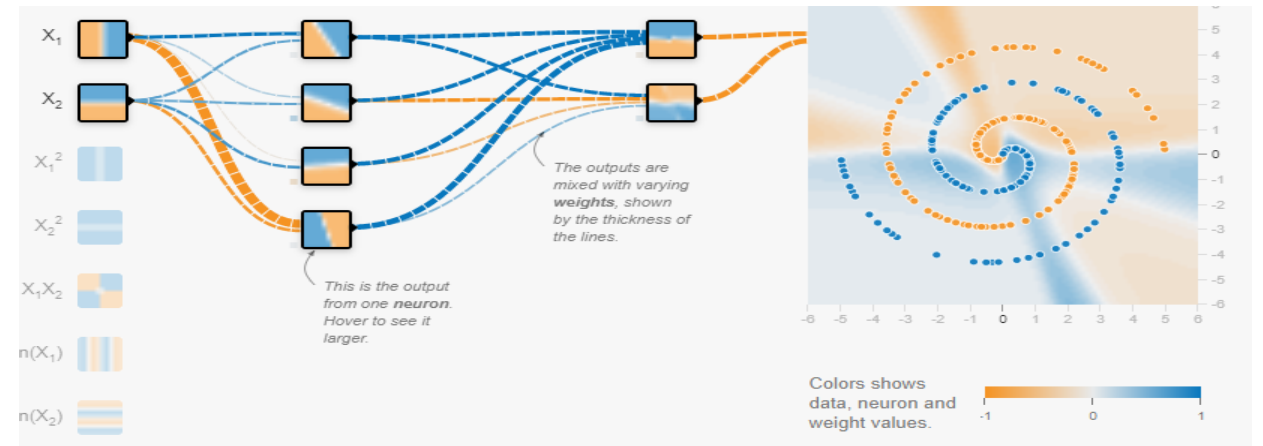 X1
X2
X1²
X2²
X1X2
n(X1)
n(X2)
The outputs are
mixed with varying
weights, shown
by the thickness of
the lines.
This is the output
from one neuron.
Hover to see it
larger.
5
4
3
2
1
0
-1
-2
-3
-4
-5
-6
-6 -5 -4 -3 -2 -1 0 1 2 3 4 5 6
Colors shows
data, neuron and
weight values.
-1 0 1